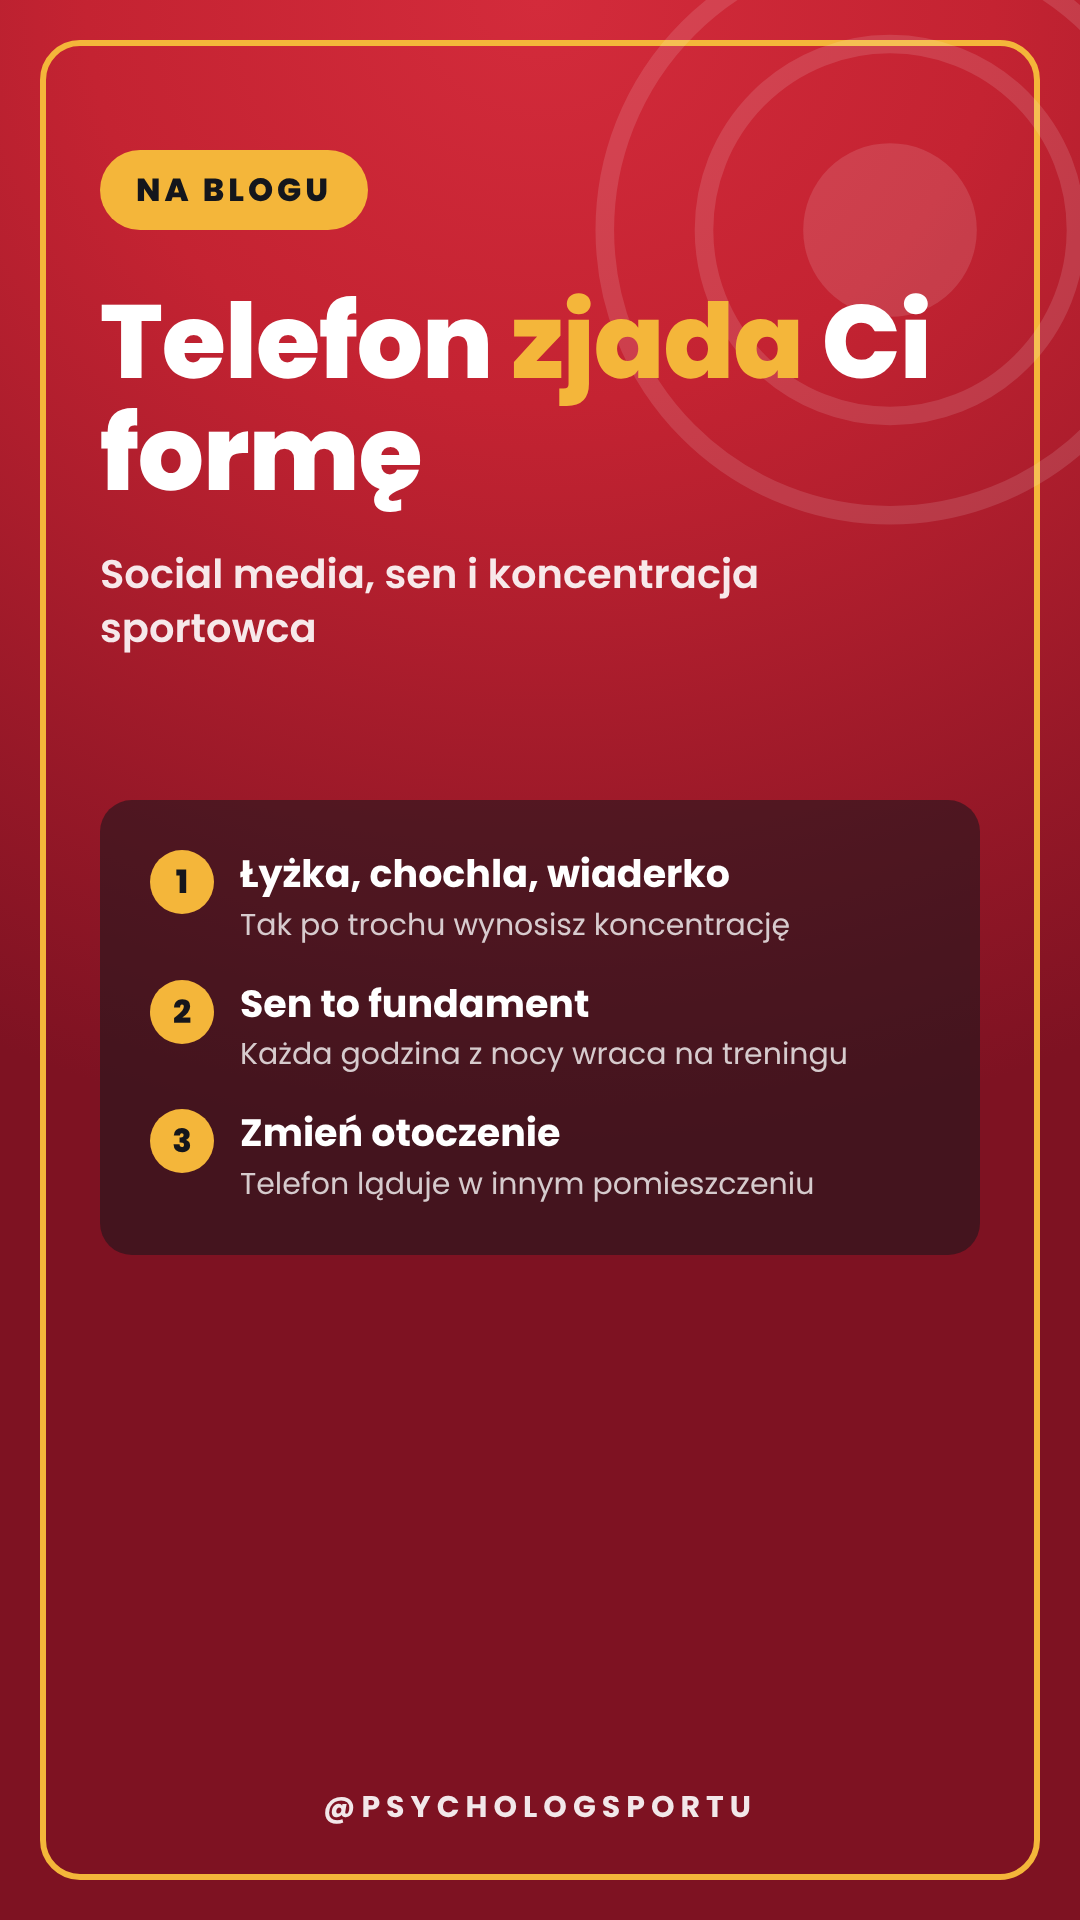 NA BLOGU
Telefon zjada Ci
formę
Social media, sen i koncentracja
sportowca
1
Łyżka, chochla, wiaderko
Tak po trochu wynosisz koncentrację
2
Sen to fundament
Każda godzina z nocy wraca na treningu
3
Zmień otoczenie
Telefon ląduje w innym pomieszczeniu
@PSYCHOLOGSPORTU